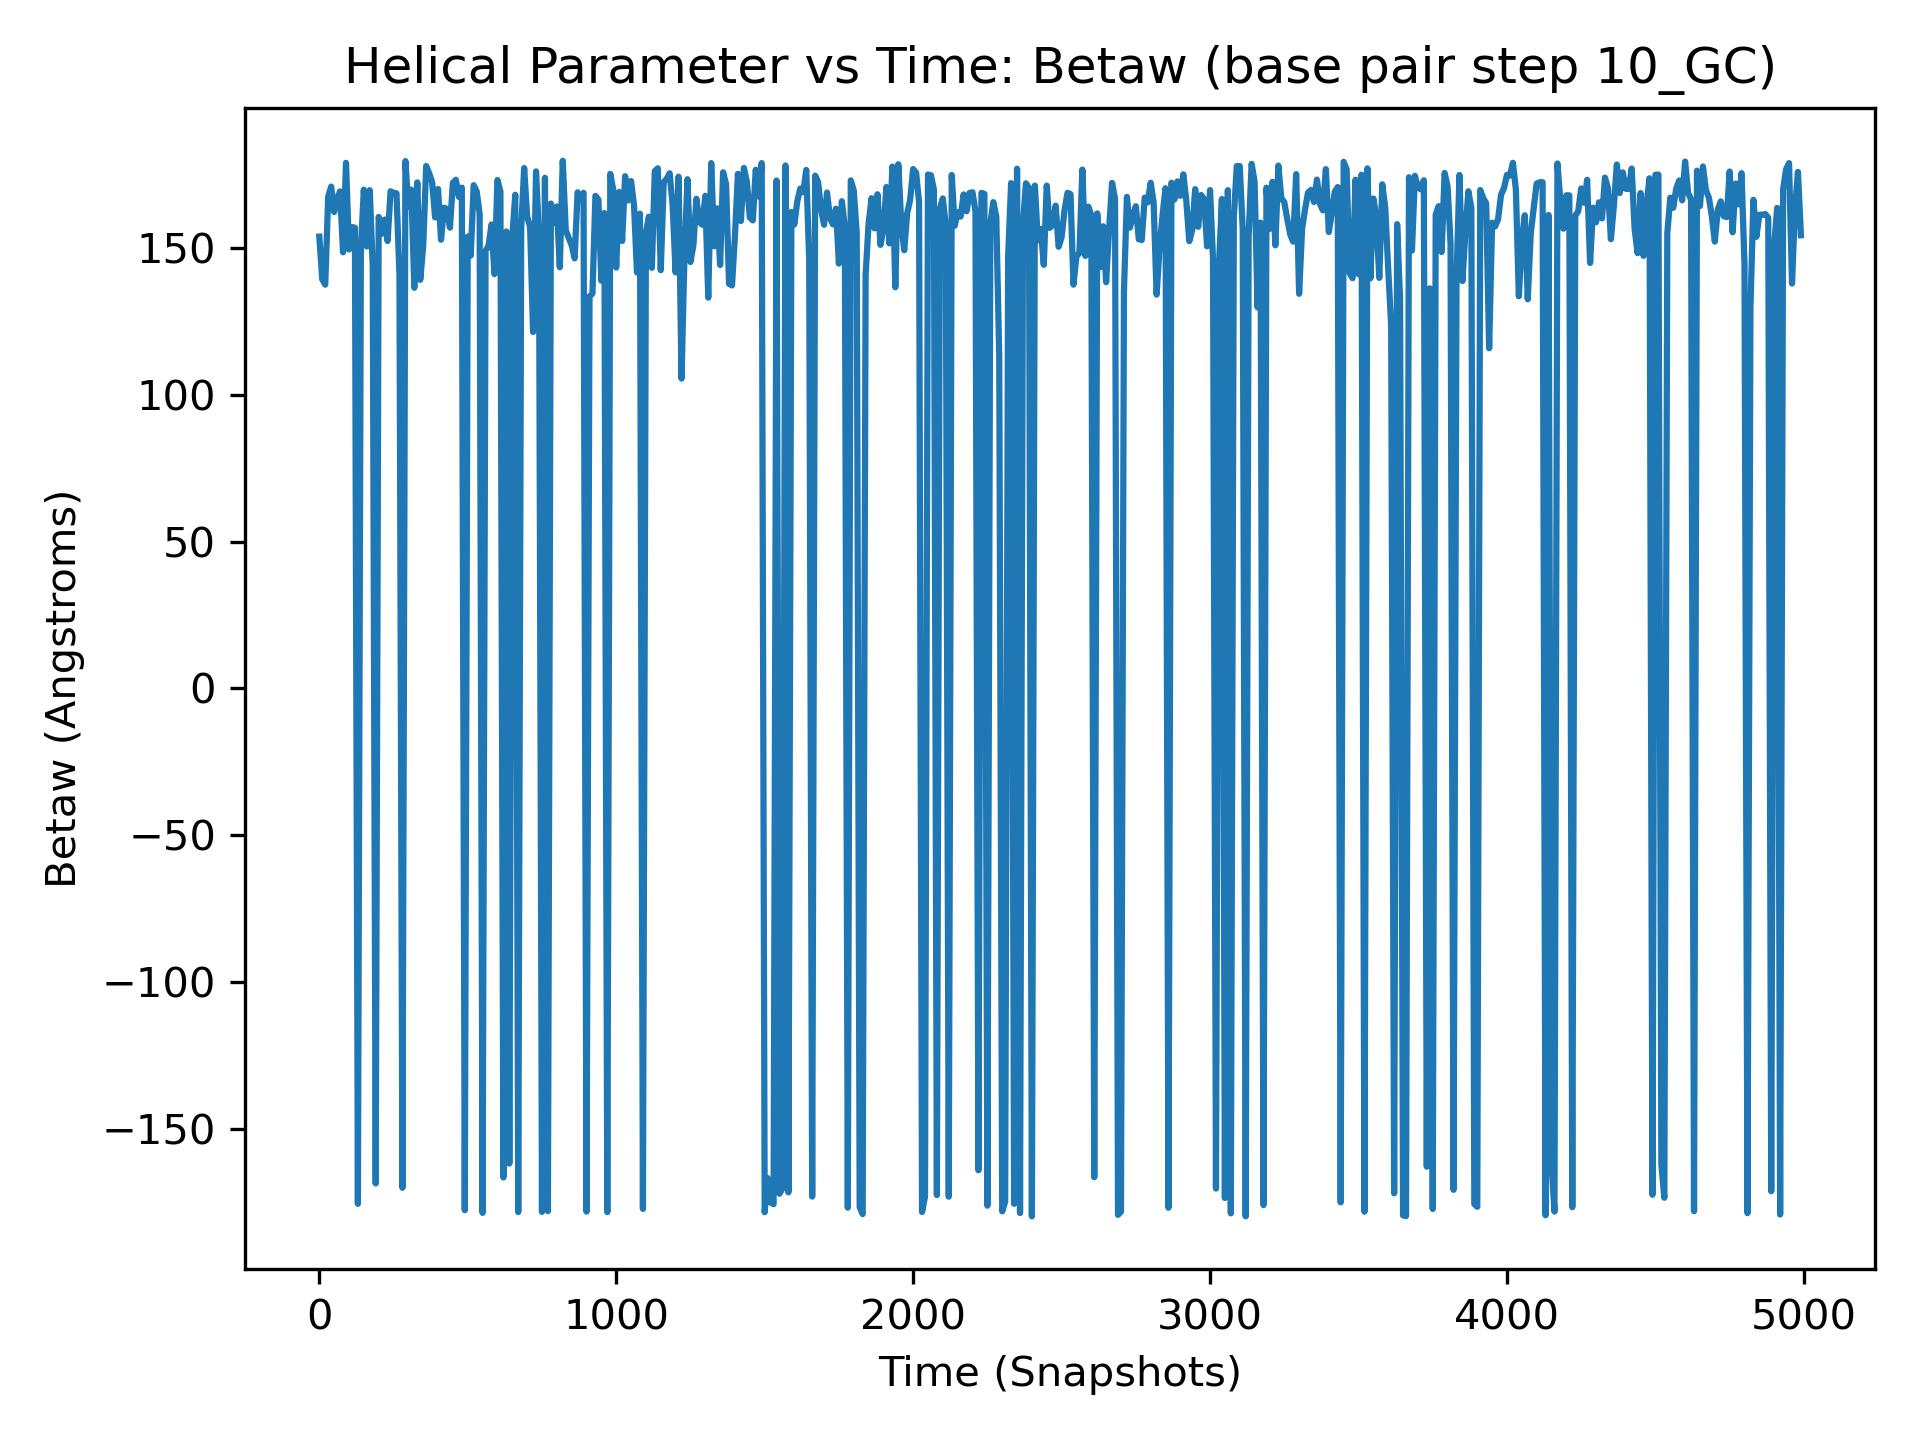 Helical Parameter vs Time: Betaw (base pair step 10_GC)
150
100
50
0
−50
−100
−150
Betaw (Angstroms)
0 1000 2000 3000 4000 5000
Time (Snapshots)